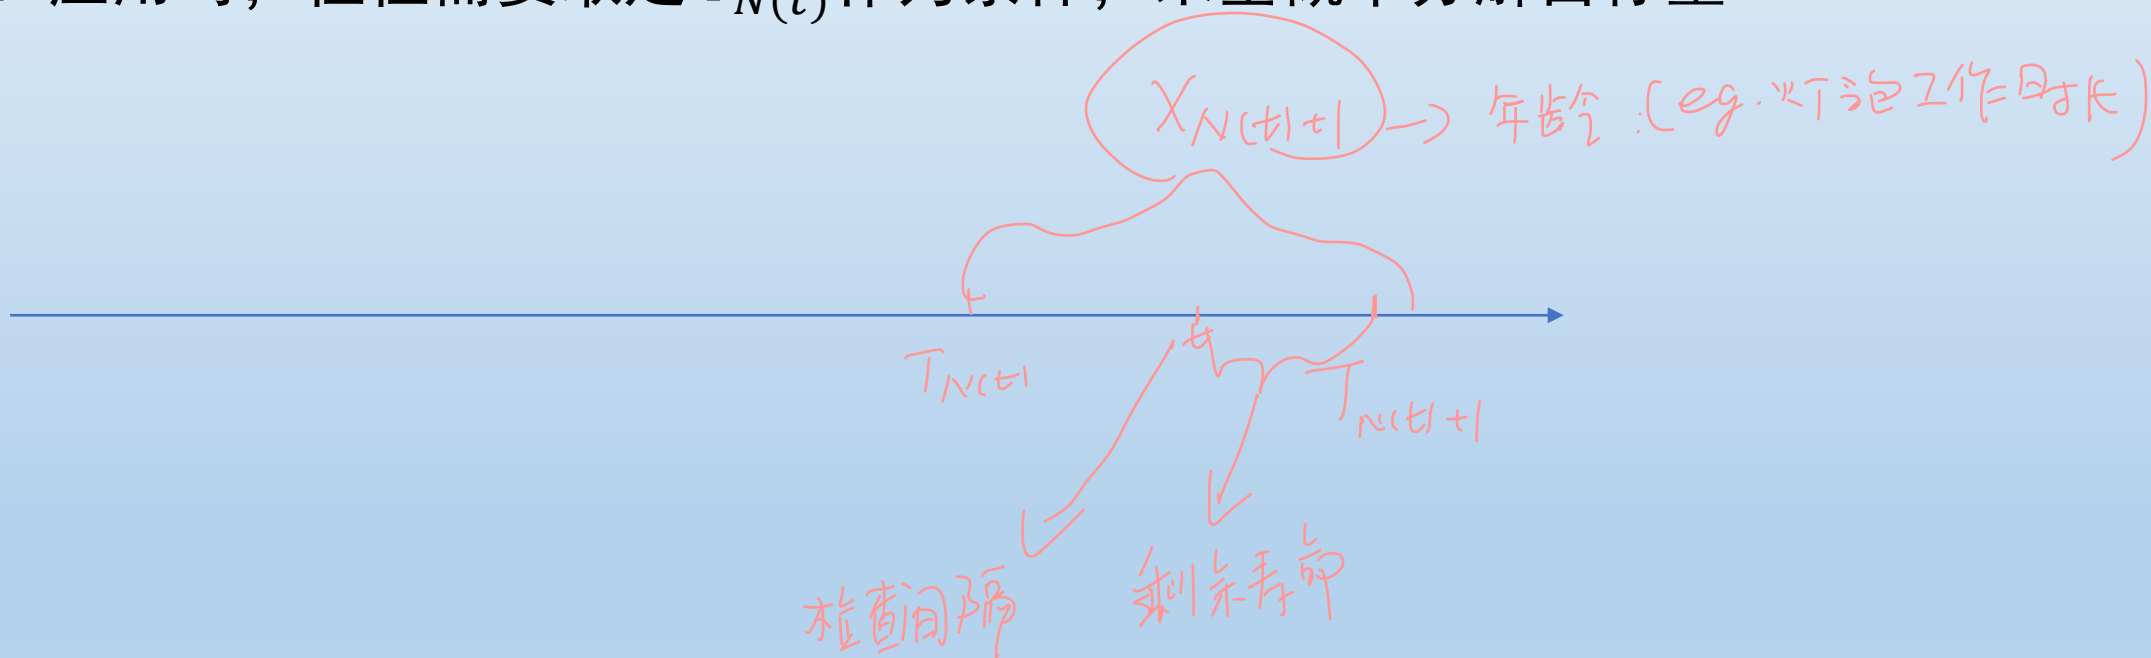 N(t)
X_{N(t)+1} → 年龄:(eg.灯泡工作时长)
t
T_{N(t)}
T_{N(t)+1}
检查间隔
剩余寿命